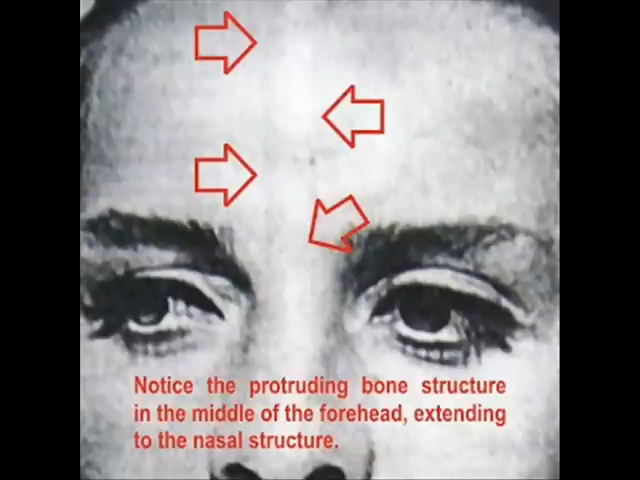 Notice the protruding bone structure
in the middle of the forehead, extending
to the nasal structure.